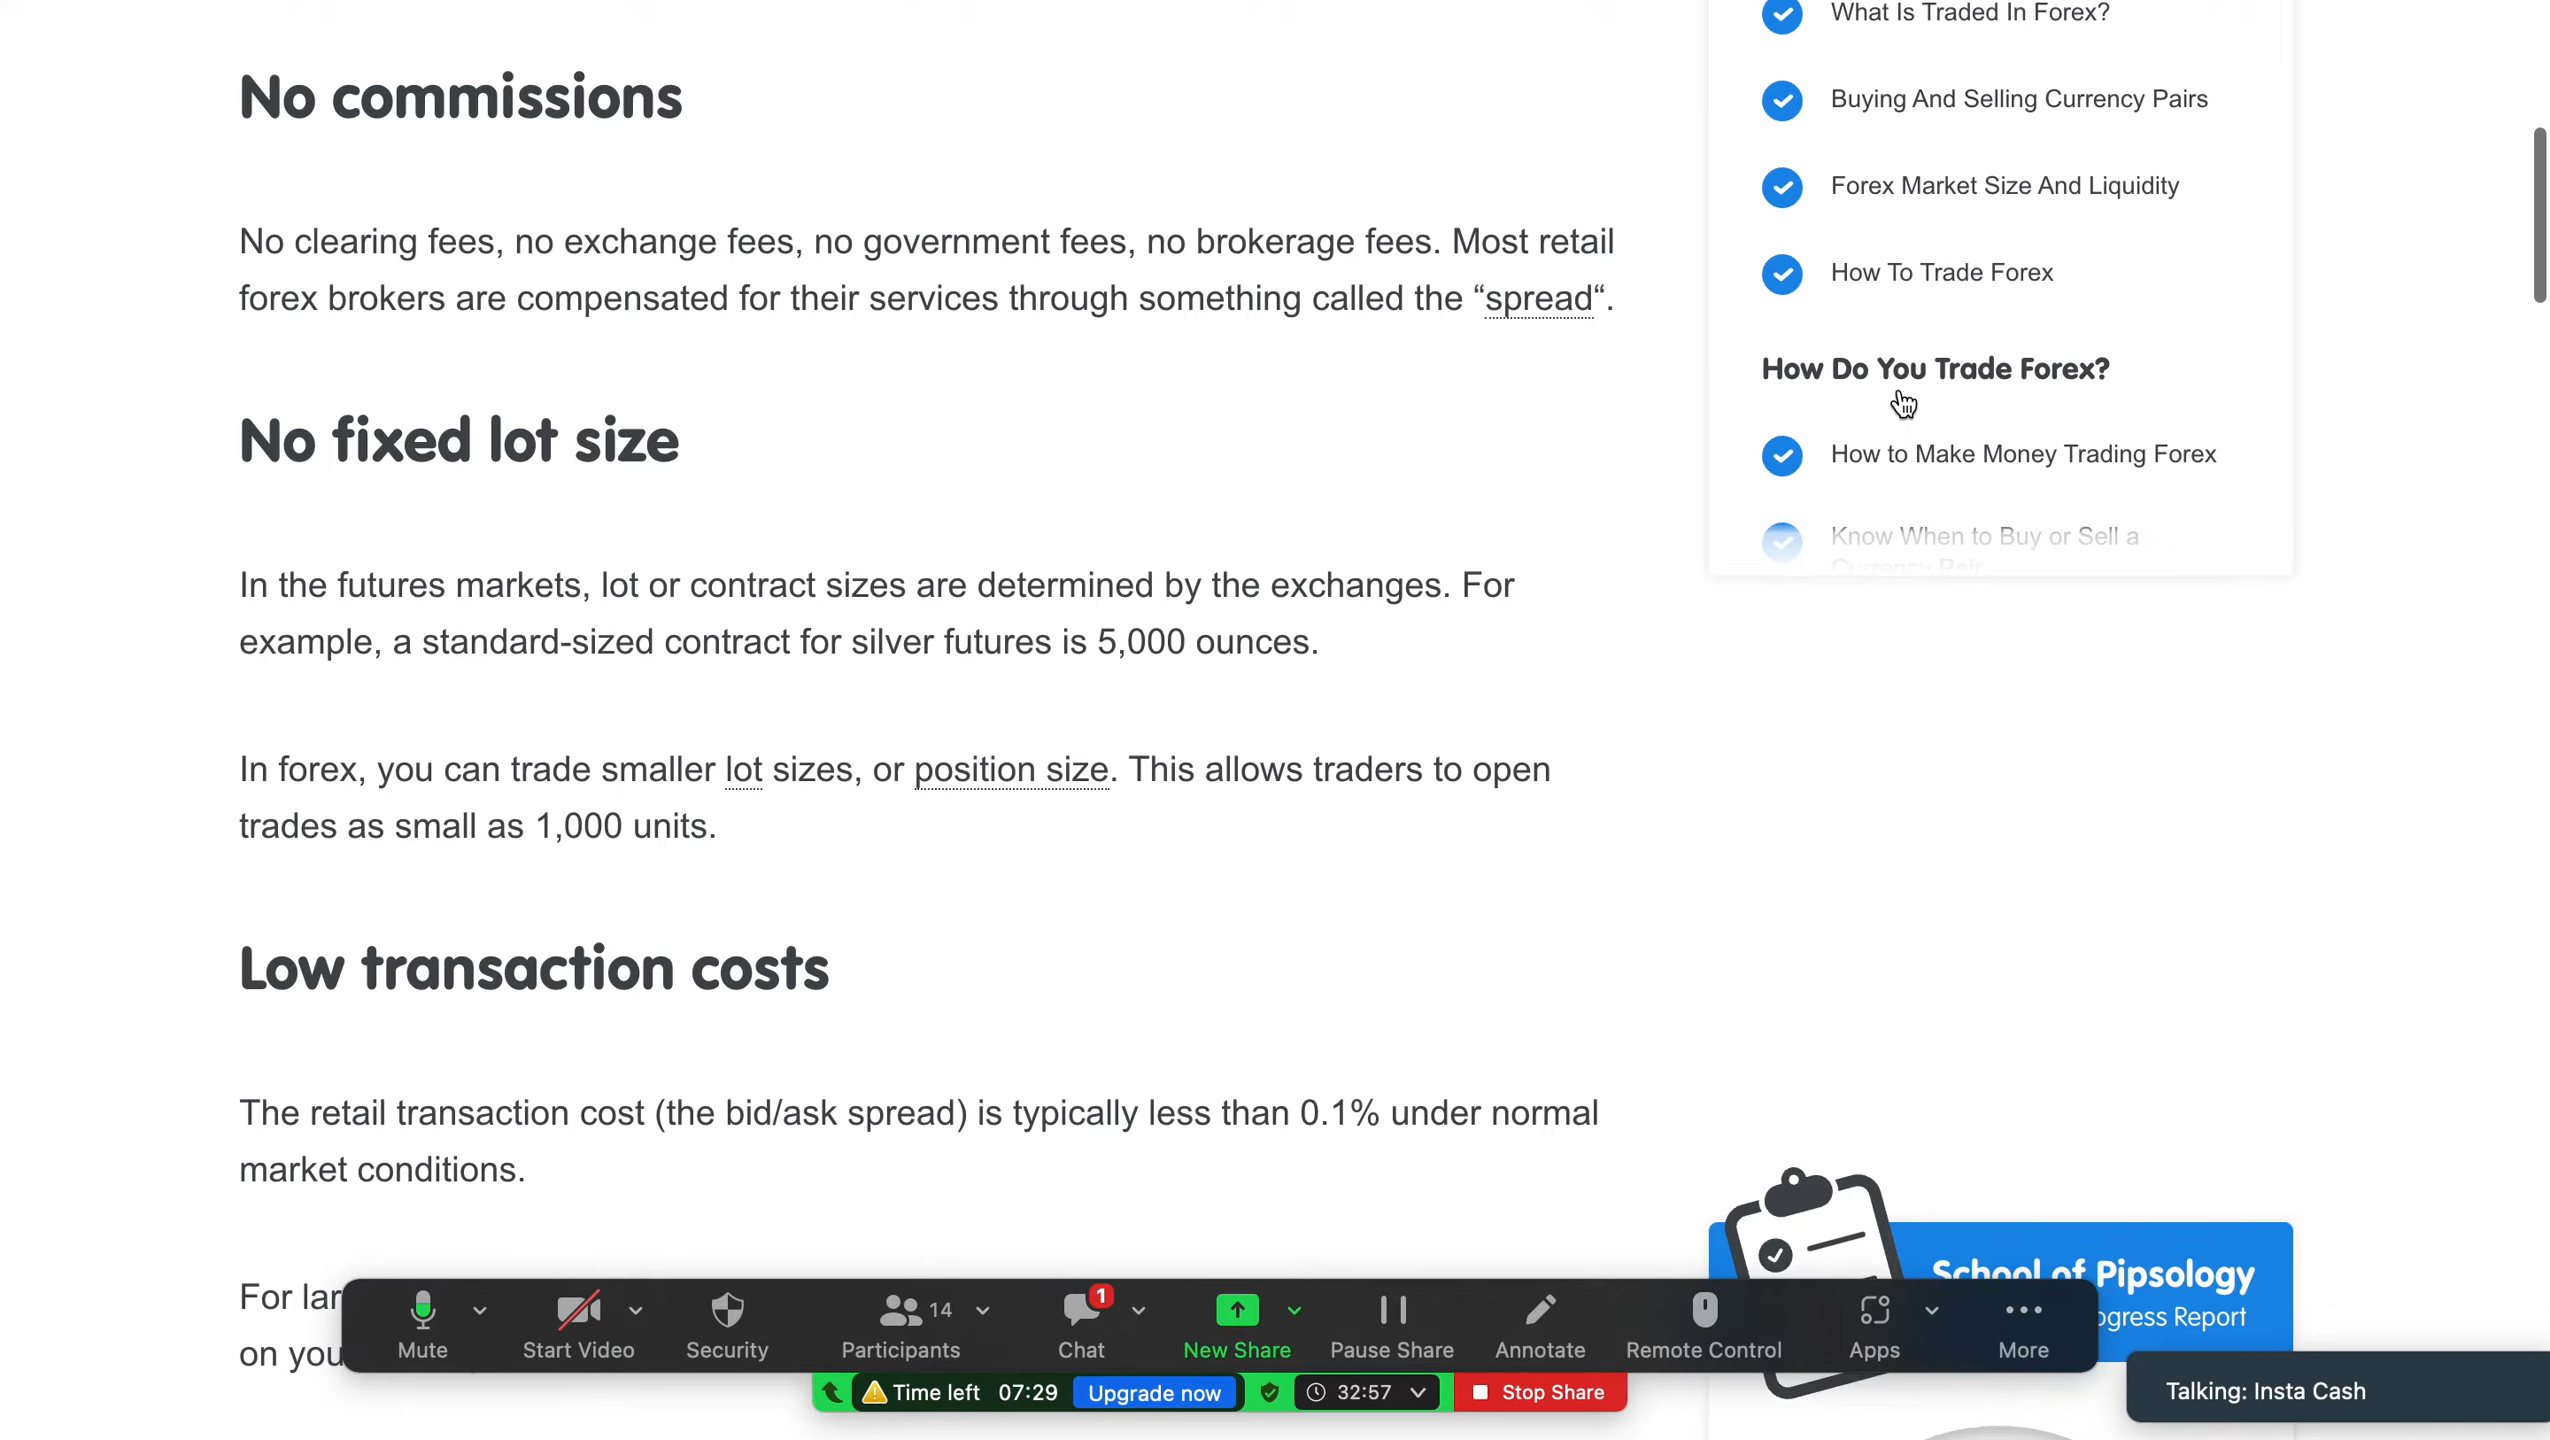 No commissions
No clearing fees, no exchange fees, no government fees, no brokerage fees. Most retail
forex brokers are compensated for their services through something called the “spread“.
No fixed lot size
In the futures markets, lot or contract sizes are determined by the exchanges. For
example, a standard-sized contract for silver futures is 5,000 ounces.
In forex, you can trade smaller lot sizes, or position size. This allows traders to open
trades as small as 1,000 units.
Low transaction costs
The retail transaction cost (the bid/ask spread) is typically less than 0.1% under normal
market conditions.
For lar
on you
What Is Traded In Forex?
Buying And Selling Currency Pairs
Forex Market Size And Liquidity
How To Trade Forex
How Do You Trade Forex?
How to Make Money Trading Forex
Know When to Buy or Sell a
Currency Pair
School of Pipsology
ogress Report
14
1
Mute
Start Video
Security
Participants
Chat
New Share
Pause Share
Annotate
Remote Control
Apps
More
Time left 07:29
Upgrade now
32:57
Stop Share
Talking: Insta Cash